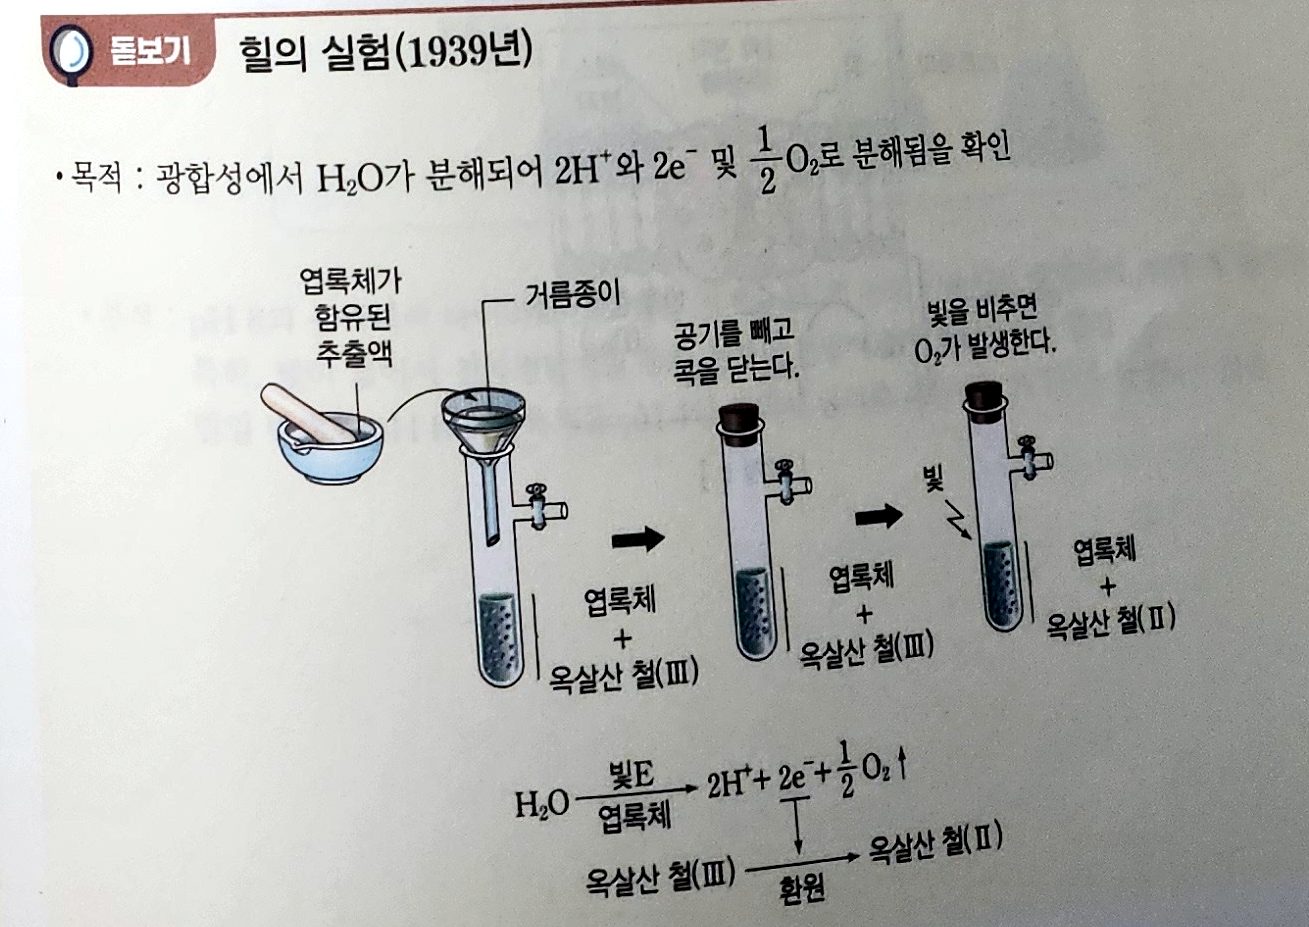 돋보기 힐의 실험(1939년)
• 목적 : 광합성에서 H₂O가 분해되어 2H⁺와 2e⁻ 및 1/2 O₂로 분해됨을 확인
엽록체가
함유된
추출액
거름종이
공기를 빼고
콕을 닫는다.
빛을 비추면
O₂가 발생한다.
빛
엽록체
+
옥살산 철(Ⅲ)
엽록체
+
옥살산 철(Ⅲ)
엽록체
+
옥살산 철(Ⅱ)
H₂O 빛E 엽록체 → 2H⁺ + 2e⁻ + 1/2 O₂↑
옥살산 철(Ⅲ) 환원 → 옥살산 철(Ⅱ)